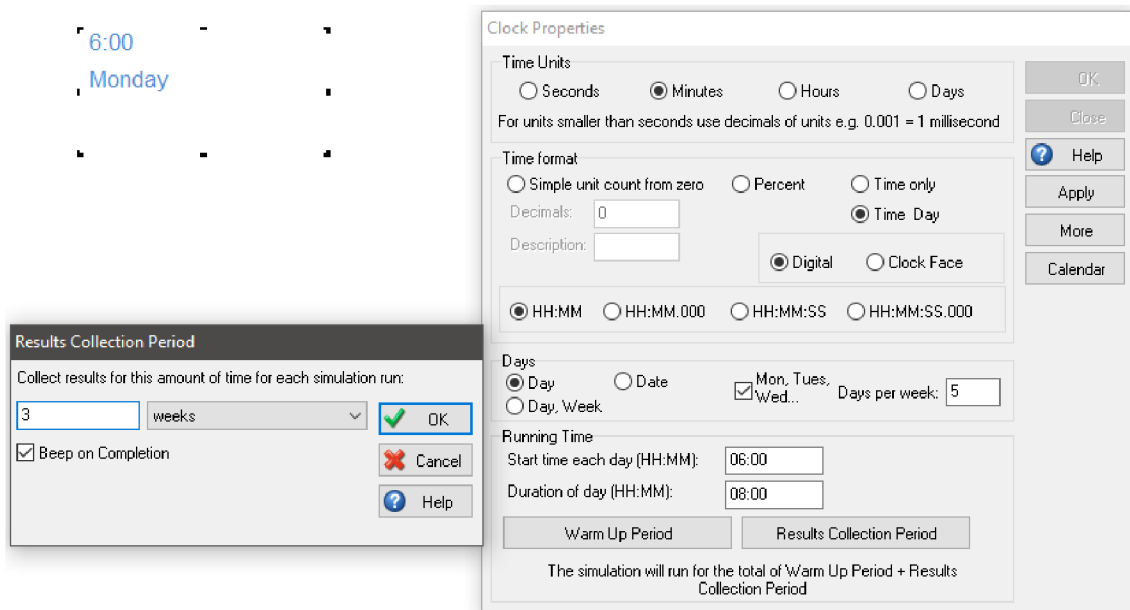 6:00
Monday
Clock Properties
Time Units
Seconds Minutes Hours Days
For units smaller than seconds use decimals of units e.g. 0.001 = 1 millisecond
OK
Close
Help
Apply
More
Calendar
Time format
Simple unit count from zero Percent Time only
Decimals: 0 Time Day
Description:
Digital Clock Face
HH:MM HH:MM.000 HH:MM:SS HH:MM:SS.000
Days
Day Date Mon, Tues, Wed... Days per week: 5
Day, Week
Running Time
Start time each day (HH:MM): 06:00
Duration of day (HH:MM): 08:00
Warm Up Period Results Collection Period
The simulation will run for the total of Warm Up Period + Results
Collection Period
Results Collection Period
Collect results for this amount of time for each simulation run:
3 weeks OK
Beep on Completion Cancel
Help